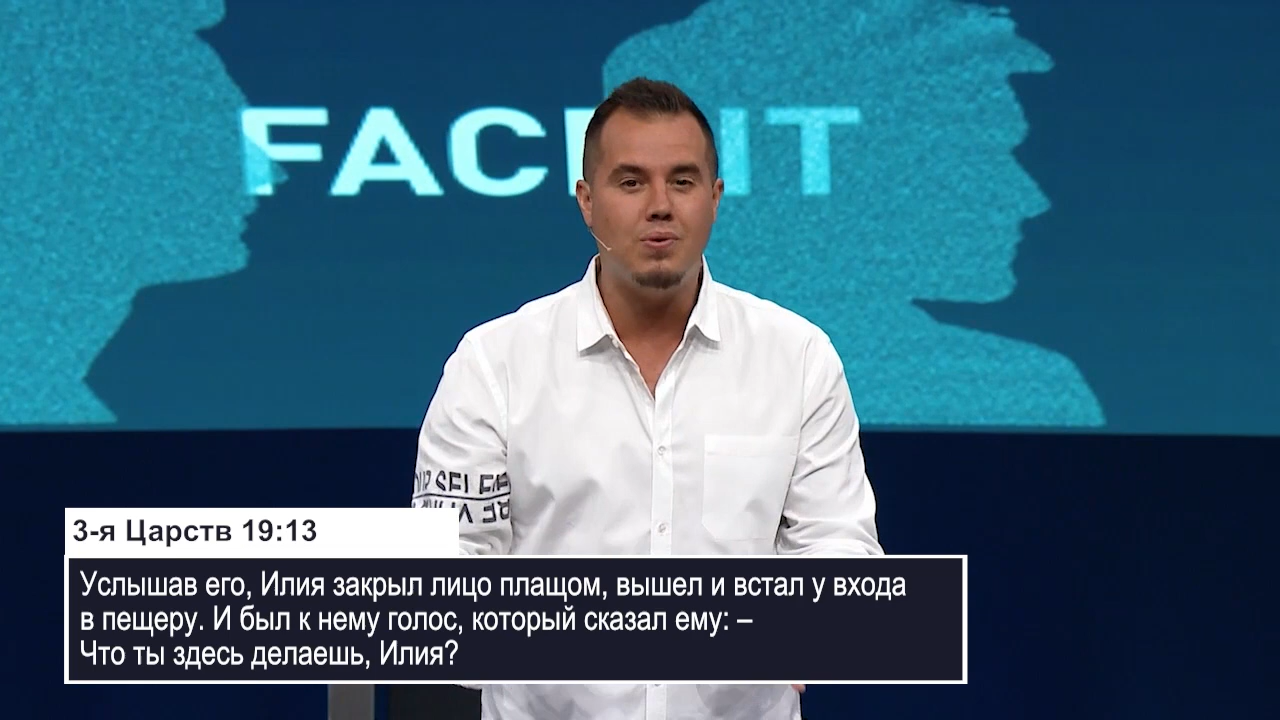 FACE IT
3-я Царств 19:13
Услышав его, Илия закрыл лицо плащом, вышел и встал у входа
в пещеру. И был к нему голос, который сказал ему: –
Что ты здесь делаешь, Илия?